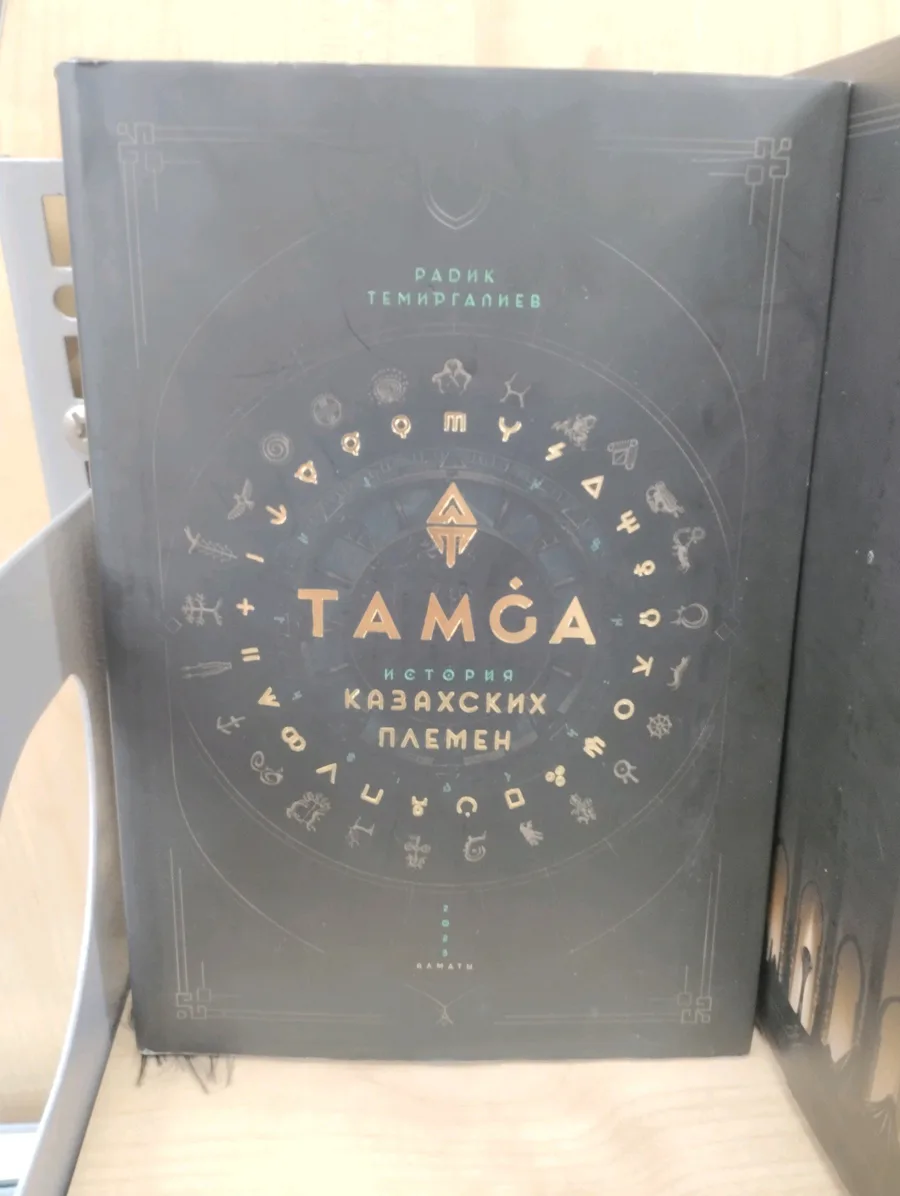 РАДИК
ТЕМИРГАЛИЕВ
TAMĠA
ИСТОРИЯ
КАЗАХСКИХ
ПЛЕМЕН
АЛМАТЫ